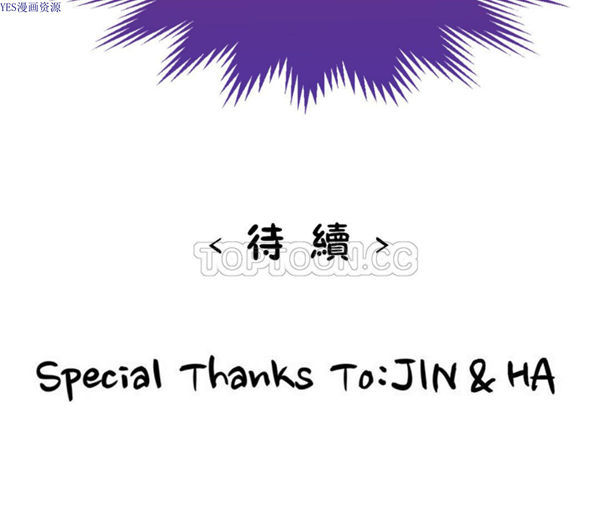 YES漫画资源
< 待 續 >
TOPTOON.CC
Special Thanks To:JIN & HA